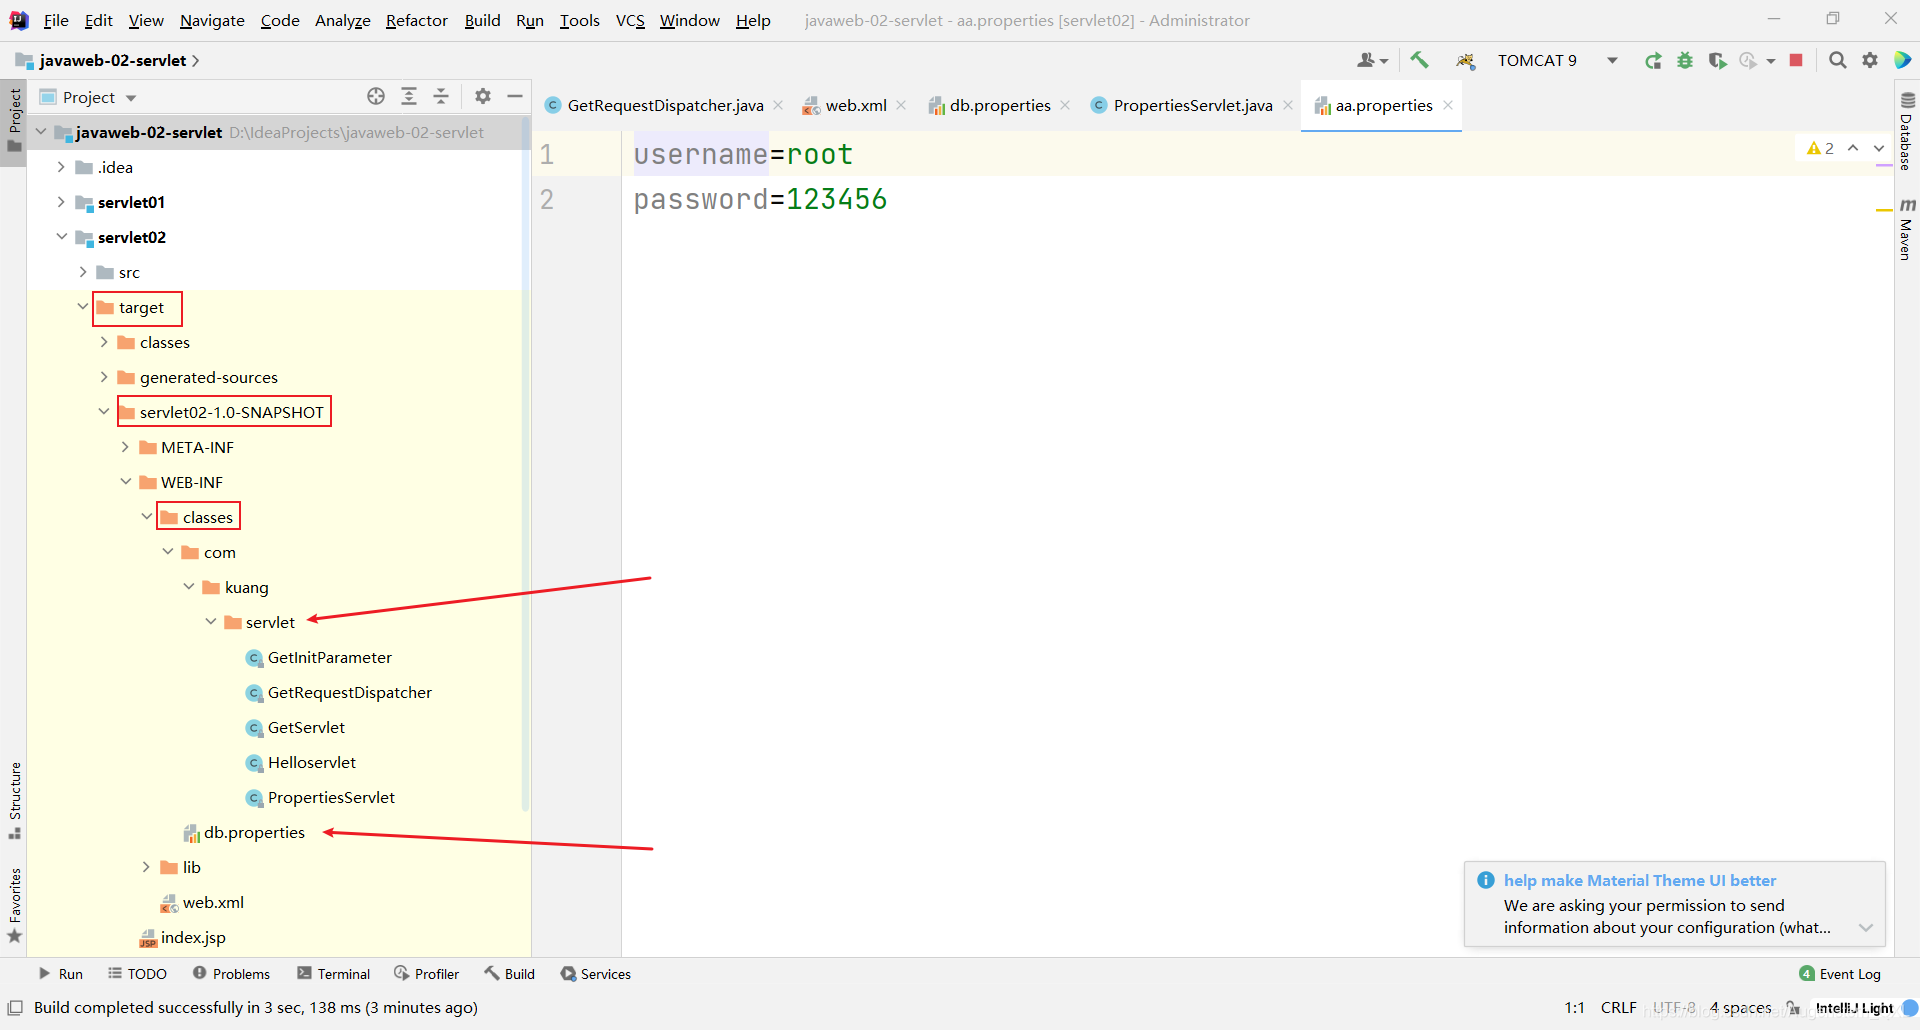 File Edit View Navigate Code Analyze Refactor Build Run Tools VCS Window Help javaweb-02-servlet - aa.properties [servlet02] - Administrator
javaweb-02-servlet
TOMCAT 9
Project
Project
GetRequestDispatcher.java
web.xml
db.properties
PropertiesServlet.java
aa.properties
javaweb-02-servlet D:\IdeaProjects\javaweb-02-servlet
.idea
servlet01
servlet02
src
target
classes
generated-sources
servlet02-1.0-SNAPSHOT
META-INF
WEB-INF
classes
com
kuang
servlet
GetInitParameter
GetRequestDispatcher
GetServlet
Helloservlet
PropertiesServlet
db.properties
lib
web.xml
JSP
index.jsp
1 username=root
2 password=123456
2
Database
m
Maven
Structure
Favorites
help make Material Theme UI better
We are asking your permission to send
information about your configuration (what...
Run TODO Problems Terminal Profiler Build Services
4 Event Log
Build completed successfully in 3 sec, 138 ms (3 minutes ago)
1:1 CRLF UTF-8 4 spaces IntelliJ Light